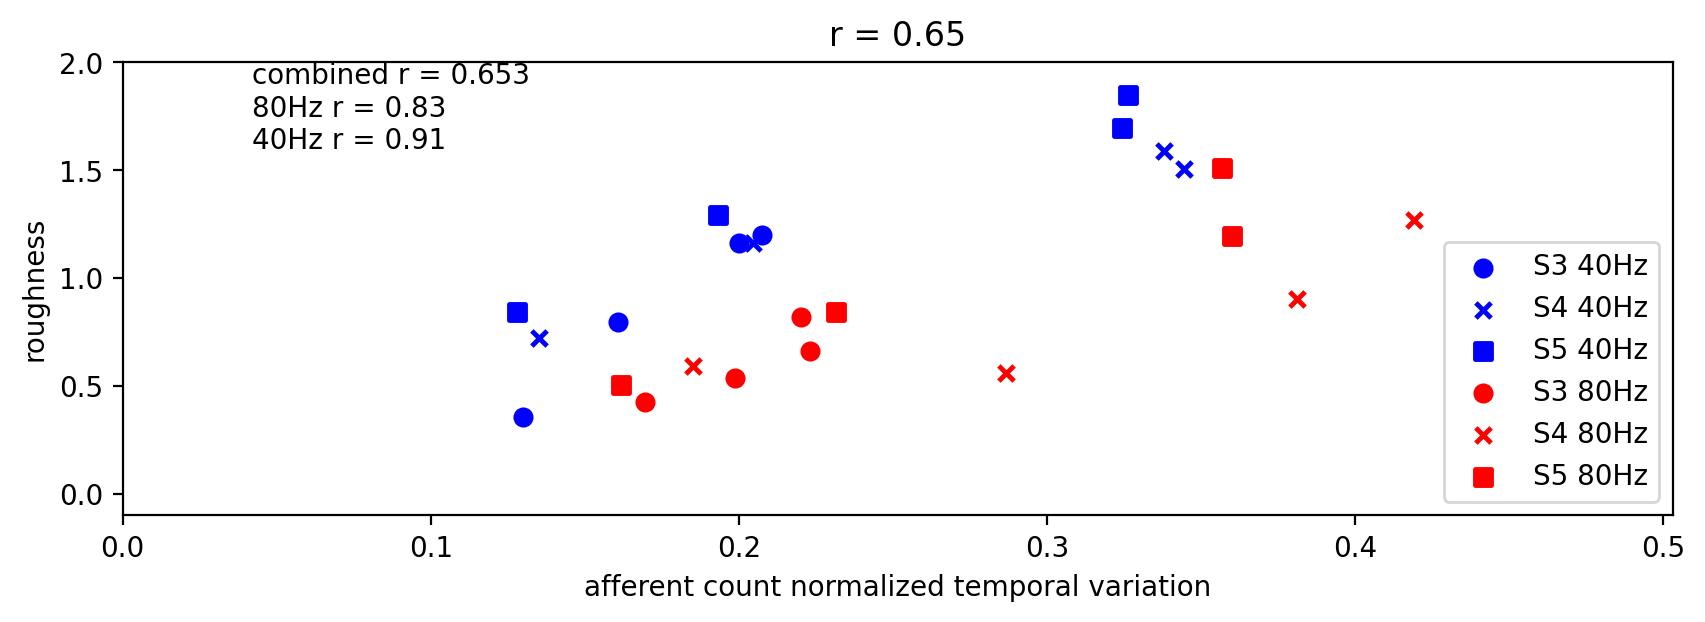 r = 0.65
combined r = 0.653
80Hz r = 0.83
40Hz r = 0.91
2.0
1.5
1.0
0.5
0.0
roughness
S3 40Hz
S4 40Hz
S5 40Hz
S3 80Hz
S4 80Hz
S5 80Hz
0.0 0.1 0.2 0.3 0.4 0.5
afferent count normalized temporal variation